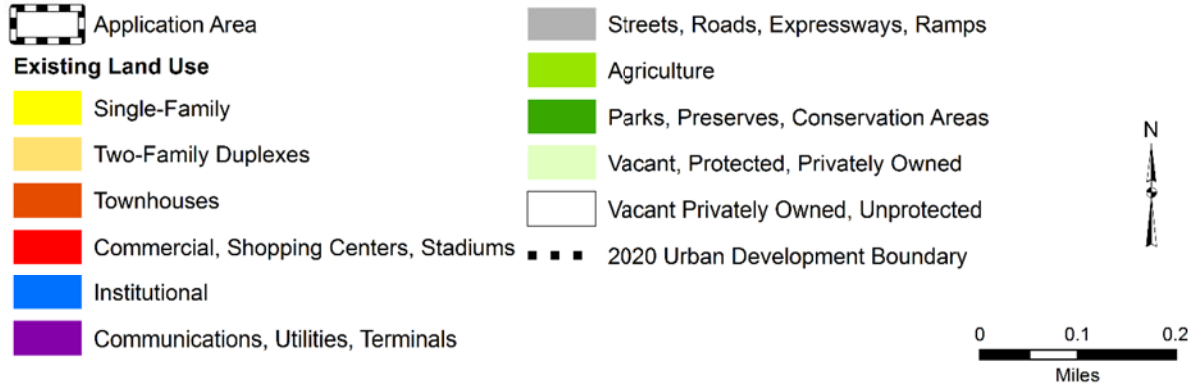 Application Area
Existing Land Use
Single-Family
Two-Family Duplexes
Townhouses
Commercial, Shopping Centers, Stadiums
Institutional
Communications, Utilities, Terminals
Streets, Roads, Expressways, Ramps
Agriculture
Parks, Preserves, Conservation Areas
Vacant, Protected, Privately Owned
Vacant Privately Owned, Unprotected
2020 Urban Development Boundary
N
0 0.1 0.2
Miles